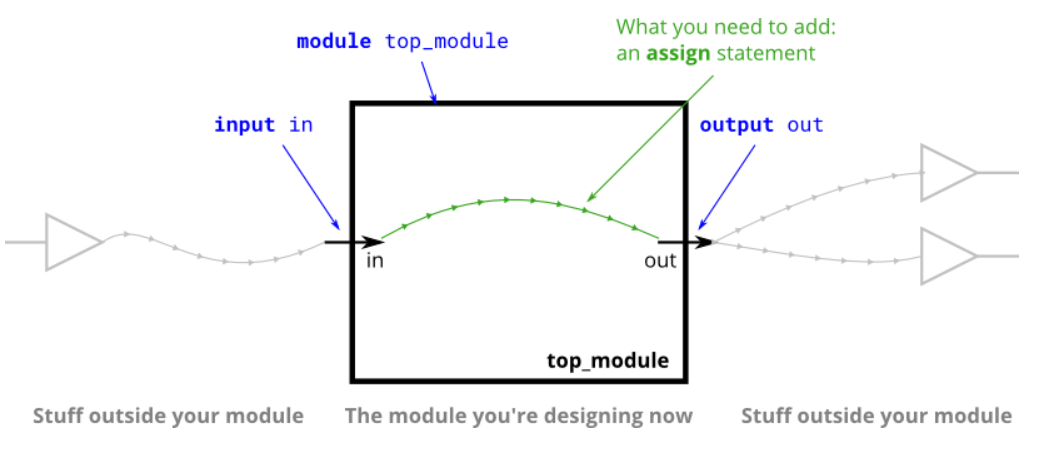 What you need to add:
an assign statement
module top_module
input in
output out
in
out
top_module
Stuff outside your module
The module you're designing now
Stuff outside your module